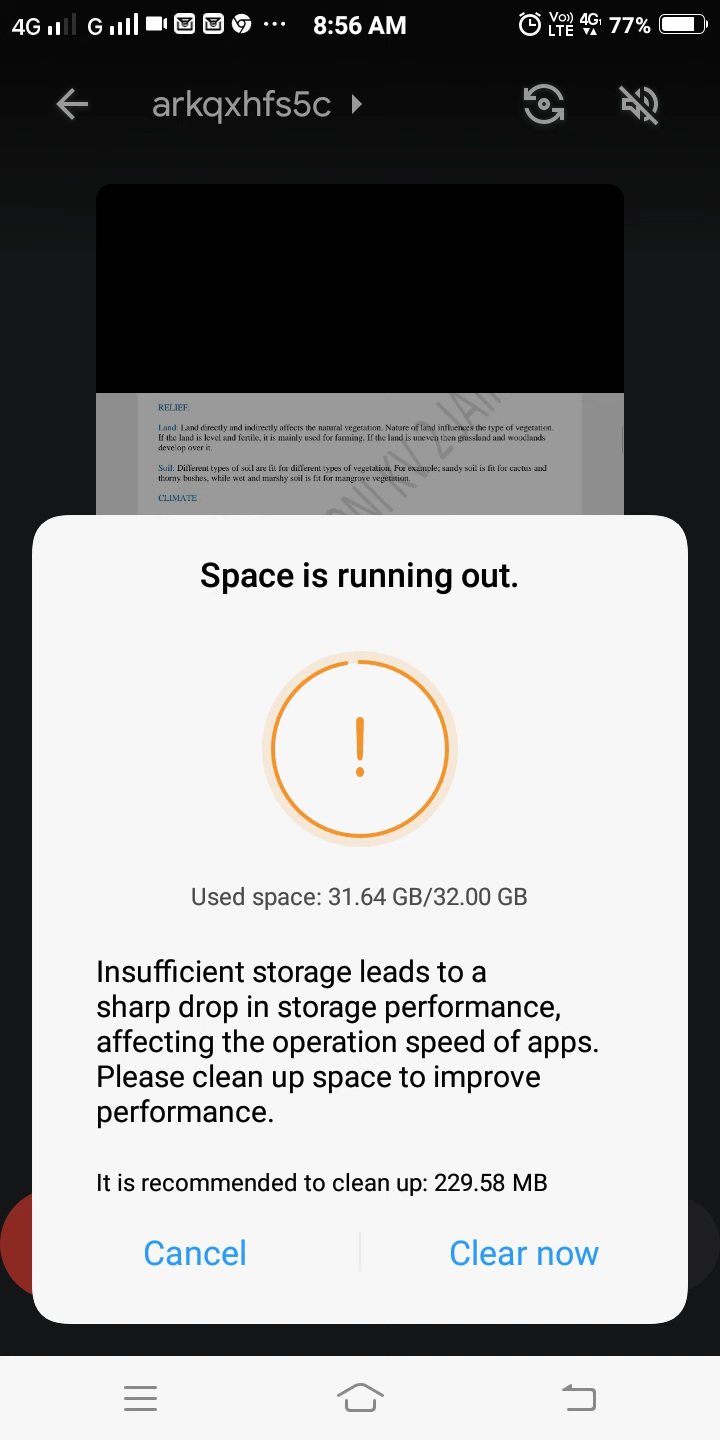 4G G 8:56 AM Vo)) LTE 4G 77%
arkqxhfs5c
RELIEF:
Land: Land directly and indirectly affects the natural vegetation. Nature of land influences the type of vegetation.
If the land is level and fertile, it is mainly used for farming. If the land is uneven then grassland and woodlands
develop over it.
Soil: Different types of soil are fit for different types of vegetation. For example; sandy soil is fit for cactus and
thorny bushes, while wet and marshy soil is fit for mangrove vegetation.
CLIMATE
Space is running out.
!
Used space: 31.64 GB/32.00 GB
Insufficient storage leads to a
sharp drop in storage performance,
affecting the operation speed of apps.
Please clean up space to improve
performance.
It is recommended to clean up: 229.58 MB
Cancel Clear now